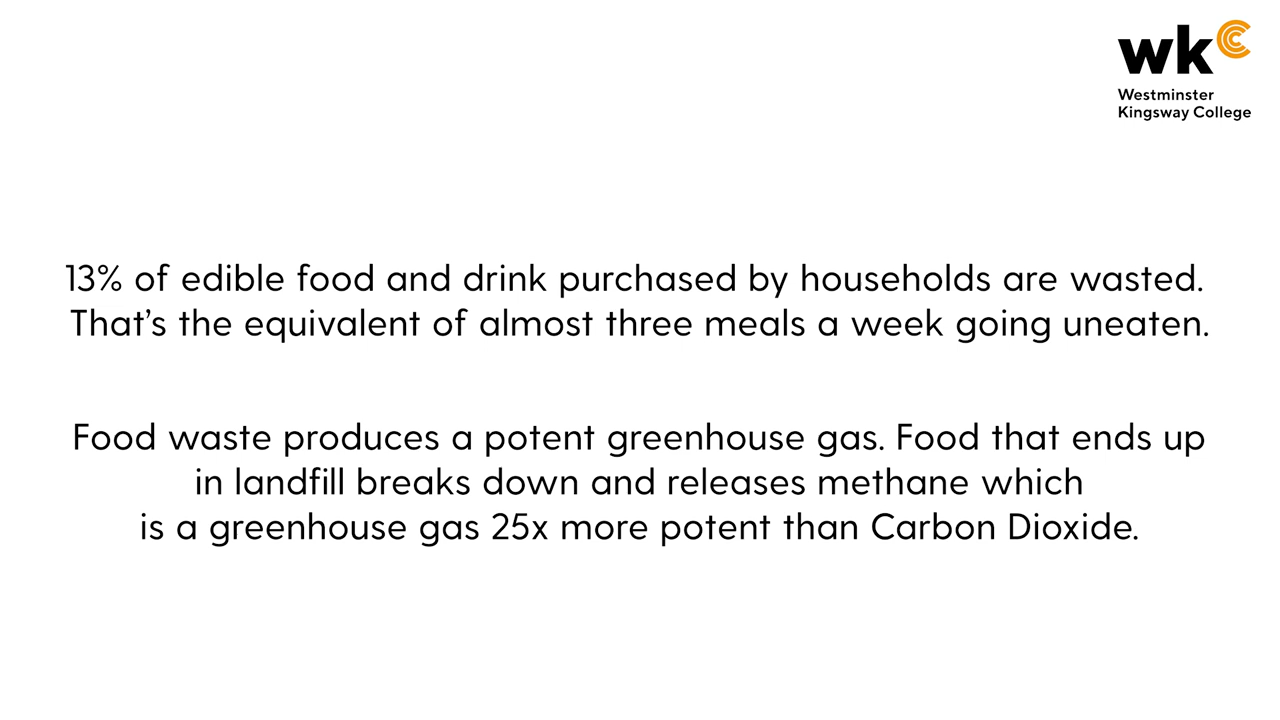 wkc
Westminster
Kingsway College
13% of edible food and drink purchased by households are wasted.
That’s the equivalent of almost three meals a week going uneaten.
Food waste produces a potent greenhouse gas. Food that ends up
in landfill breaks down and releases methane which
is a greenhouse gas 25x more potent than Carbon Dioxide.